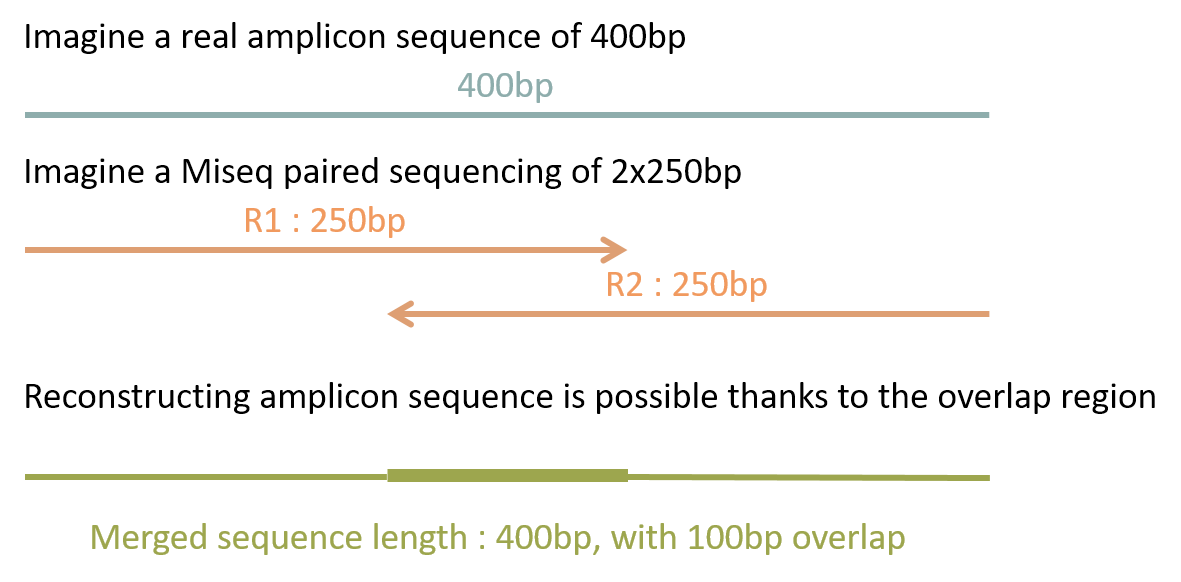 Imagine a real amplicon sequence of 400bp
400bp
Imagine a Miseq paired sequencing of 2x250bp
R1 : 250bp
R2 : 250bp
Reconstructing amplicon sequence is possible thanks to the overlap region
Merged sequence length : 400bp, with 100bp overlap